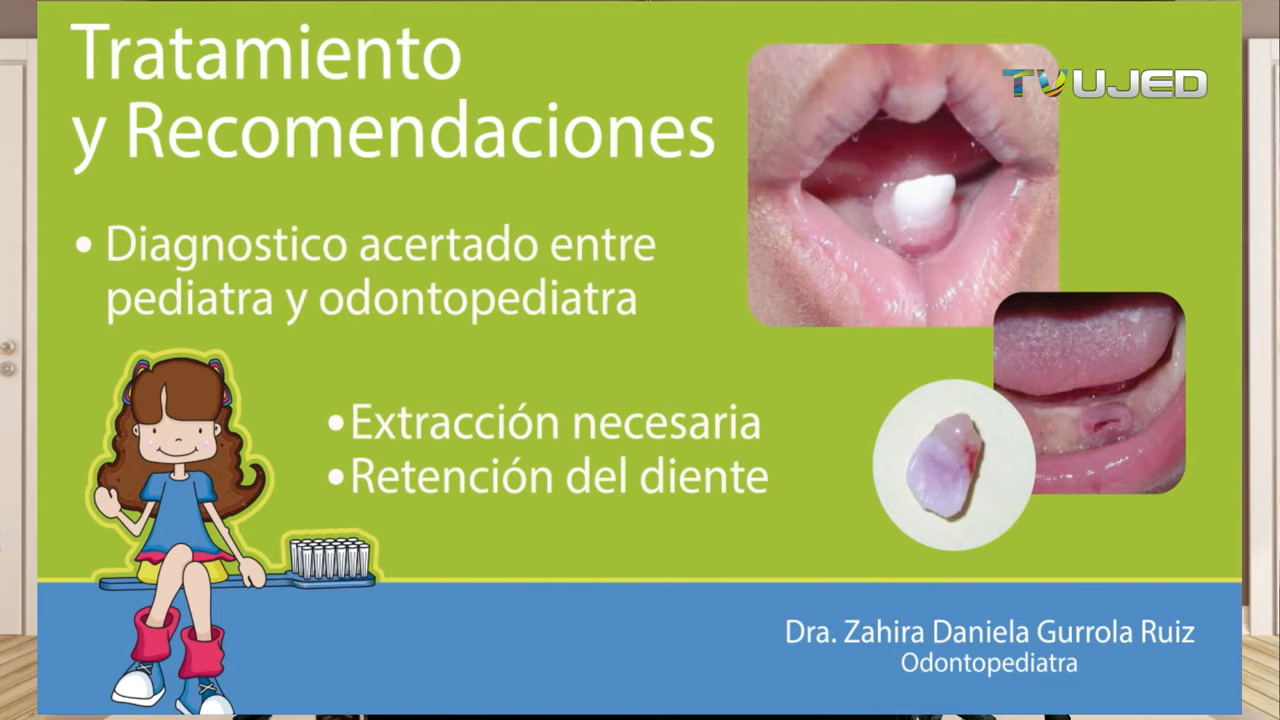 Tratamiento
y Recomendaciones
TVUJED
• Diagnostico acertado entre
pediatra y odontopediatra
•Extracción necesaria
•Retención del diente
Dra. Zahira Daniela Gurrola Ruiz
Odontopediatra